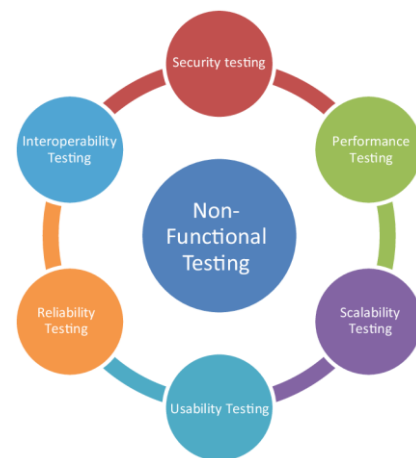 Security testing
Performance
Testing
Scalability
Testing
Usability Testing
Reliability
Testing
Interoperability
Testing
Non-
Functional
Testing